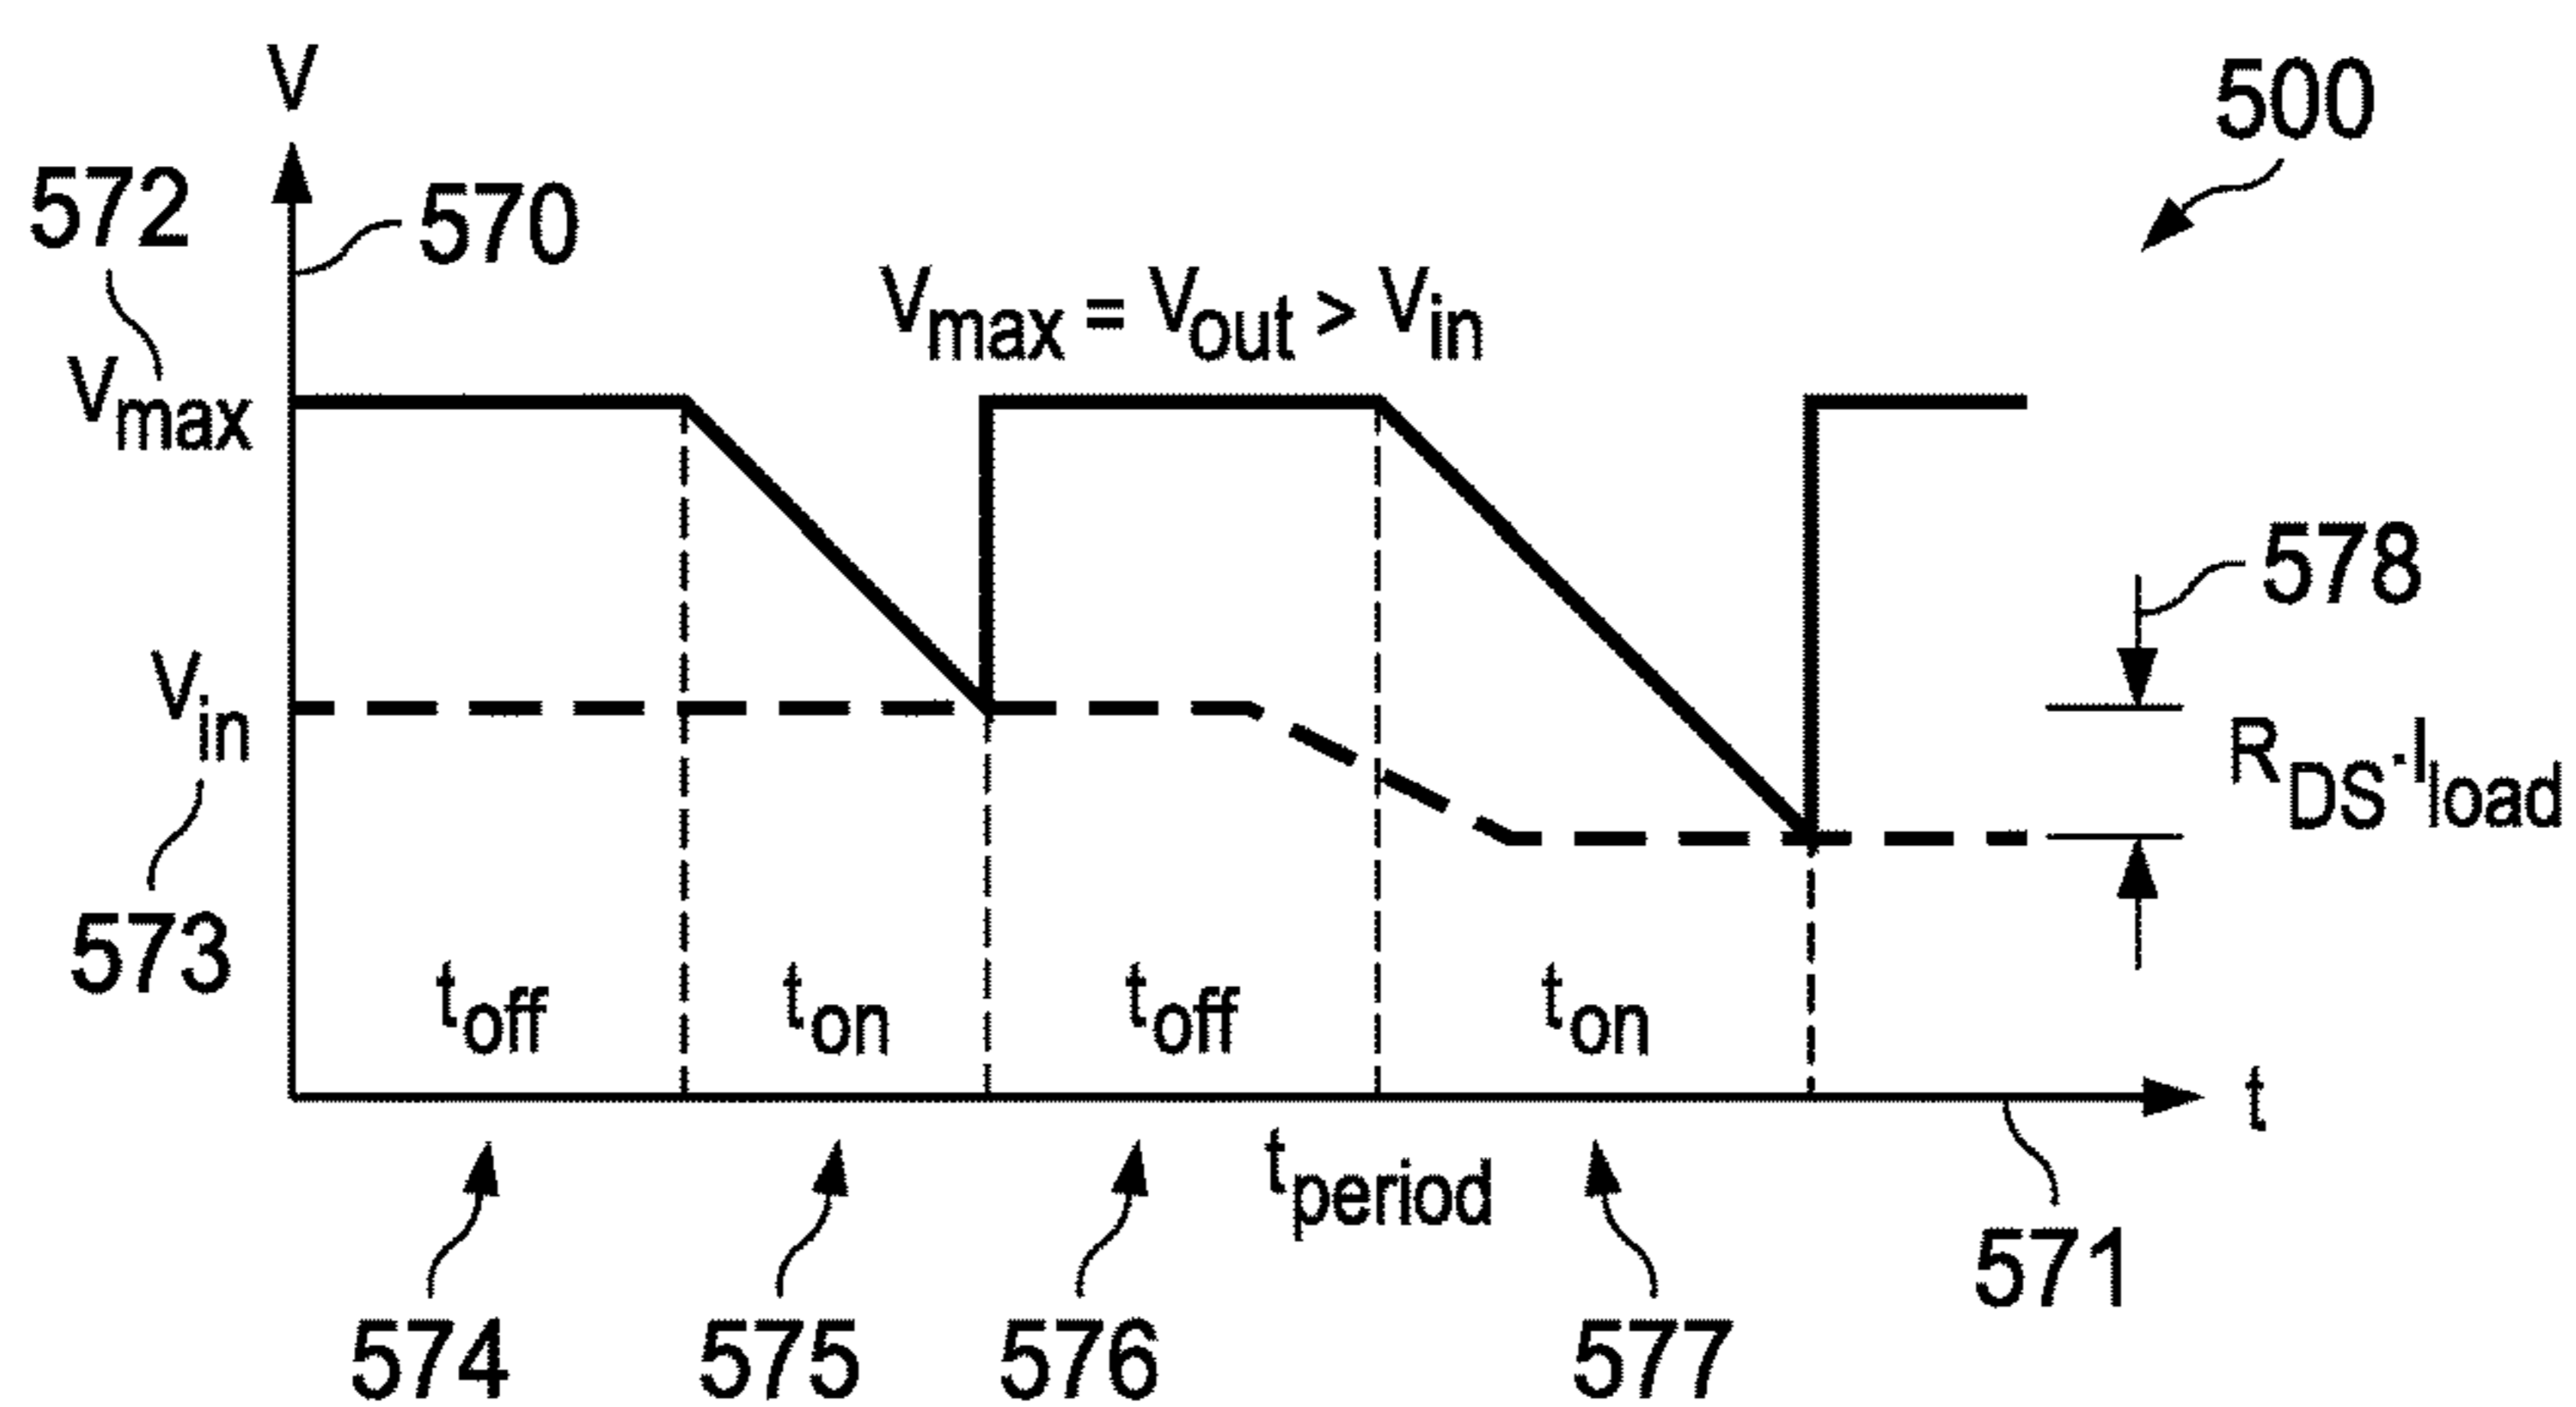 V
500
572
570
Vmax = Vout > Vin
Vmax
578
Vin
RDS·Iload
573
toff
ton
toff
ton
t
tperiod
571
574
575
576
577